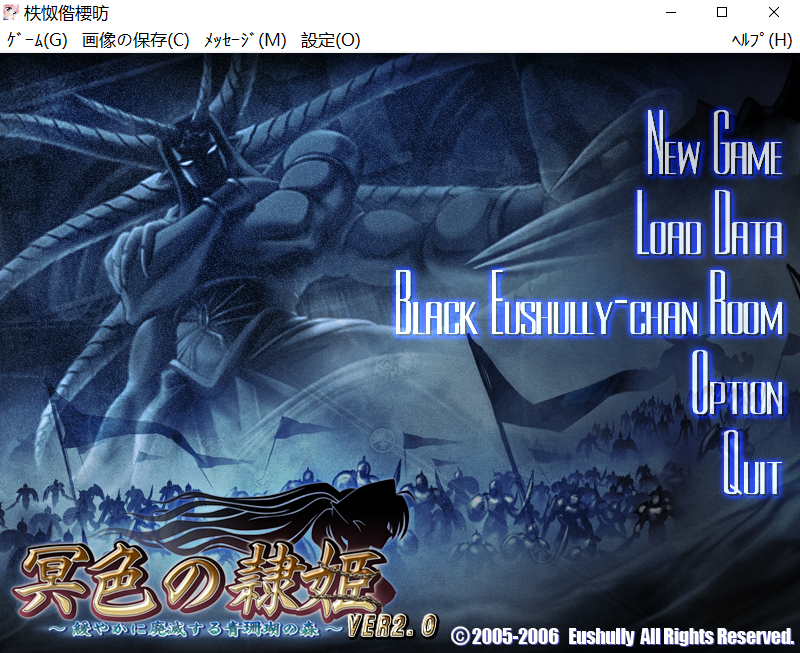 柣怓偺櫻昉
ｹﾞｰﾑ(G) 画像の保存(C) ﾒｯｾｰｼﾞ(M) 設定(O) ﾍﾙﾌﾟ(H)
New Game
Load Data
Black Eushully-chan Room
Option
Quit
冥色の隷姫
～ 緩やかに廃滅する青珊瑚の森 ～ VER2.0
© 2005-2006 Eushully All Rights Reserved.